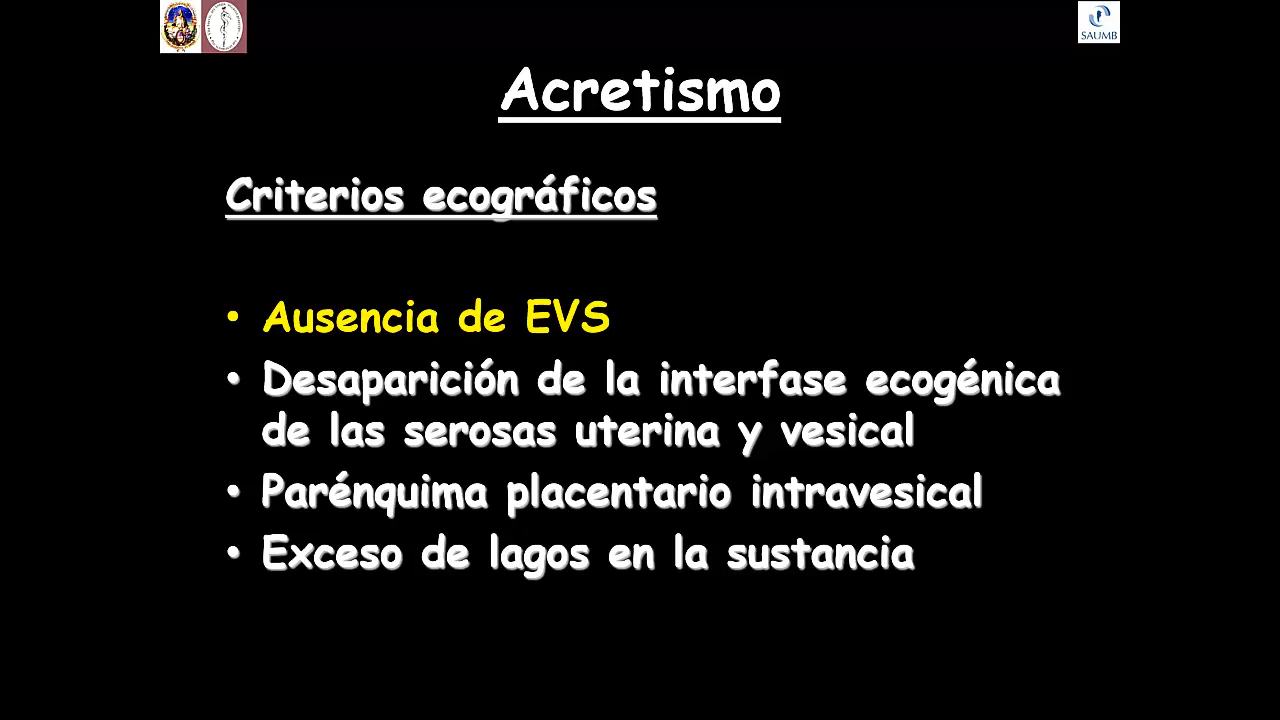 SAUMB
Acretismo
Criterios ecográficos
• Ausencia de EVS
• Desaparición de la interfase ecogénica
de las serosas uterina y vesical
• Parénquima placentario intravesical
• Exceso de lagos en la sustancia